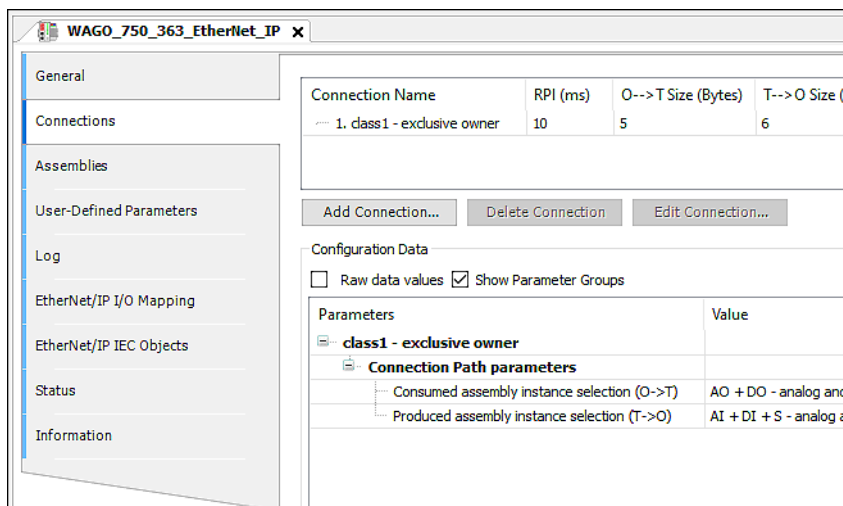 WAGO_750_363_EtherNet_IP
General
Connections
Assemblies
User-Defined Parameters
Log
EtherNet/IP I/O Mapping
EtherNet/IP IEC Objects
Status
Information
Connection Name RPI (ms) O-->T Size (Bytes) T-->O Size (
1. class1 - exclusive owner 10 5 6
Add Connection... Delete Connection Edit Connection...
Configuration Data
Raw data values Show Parameter Groups
Parameters Value
class1 - exclusive owner
Connection Path parameters
Consumed assembly instance selection (O->T) AO + DO - analog and
Produced assembly instance selection (T->O) AI + DI + S - analog a